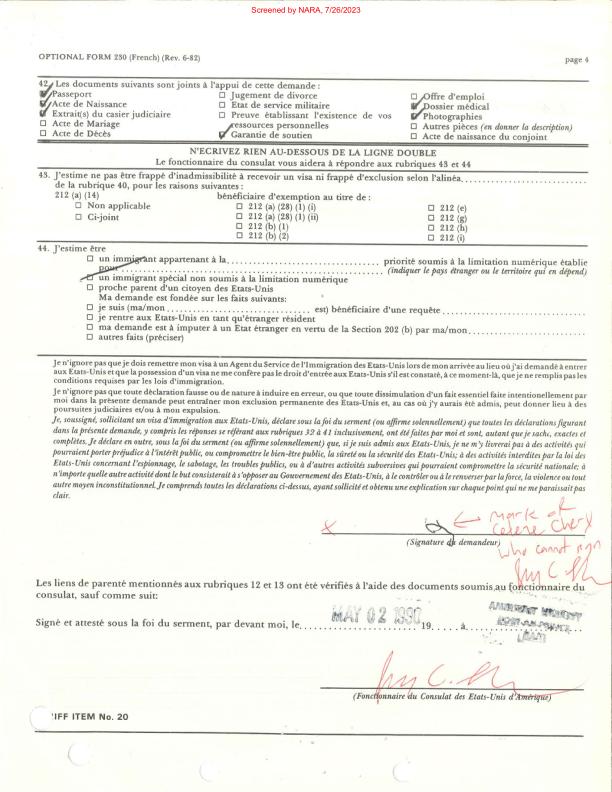 Screened by NARA, 7/26/2023
OPTIONAL FORM 230 (French) (Rev. 6-82)
page 4
42. Les documents suivants sont joints à l'appui de cette demande :
☑ Passeport
☑ Acte de Naissance
☑ Extrait(s) du casier judiciaire
☐ Acte de Mariage
☐ Acte de Décès
☐ Jugement de divorce
☐ Etat de service militaire
☐ Preuve établissant l'existence de vos
ressources personnelles
☑ Garantie de soutien
☐ Offre d'emploi
☑ Dossier médical
☑ Photographies
☐ Autres pièces (en donner la description)
☐ Acte de naissance du conjoint
N'ECRIVEZ RIEN AU-DESSOUS DE LA LIGNE DOUBLE
Le fonctionnaire du consulat vous aidera à répondre aux rubriques 43 et 44
43. J'estime ne pas être frappé d'inadmissibilité à recevoir un visa ni frappé d'exclusion selon l'alinéa
de la rubrique 40, pour les raisons suivantes :
212 (a) (14)
☐ Non applicable
☐ Ci-joint
bénéficiaire d'exemption au titre de :
☐ 212 (a) (28) (1) (i)
☐ 212 (a) (28) (1) (ii)
☐ 212 (b) (1)
☐ 212 (b) (2)
☐ 212 (e)
☐ 212 (g)
☐ 212 (h)
☐ 212 (i)
44. J'estime être
☐ un immigrant appartenant à la priorité soumis à la limitation numérique établie
pour (indiquer le pays étranger ou le territoire qui en dépend)
☑ un immigrant spécial non soumis à la limitation numérique
☐ proche parent d'un citoyen des Etats-Unis
Ma demande est fondée sur les faits suivants:
☐ je suis (ma/mon est) bénéficiaire d'une requête
☐ je rentre aux Etats-Unis en tant qu'étranger résident
☐ ma demande est à imputer à un Etat étranger en vertu de la Section 202 (b) par ma/mon
☐ autres faits (préciser)
Je n'ignore pas que je dois remettre mon visa à un Agent du Service de l'Immigration des Etats-Unis lors de mon arrivée au lieu où j'ai demandé à entrer
aux Etats-Unis et que la possession d'un visa ne me confère pas le droit d'entrée aux Etats-Unis s'il est constaté, à ce moment-là, que je ne remplis pas les
conditions requises par les lois d'immigration.
Je n'ignore pas que toute déclaration fausse ou de nature à induire en erreur, ou que toute dissimulation d'un fait essentiel faite intentionnellement par
moi dans la présente demande peut entraîner mon exclusion permanente des Etats-Unis et, au cas où j'y aurais été admis, peut donner lieu à des
poursuites judiciaires et/ou à mon expulsion.
Je, soussigné, sollicitant un visa d'immigration aux Etats-Unis, déclare sous la foi du serment (ou affirme solennellement) que toutes les déclarations figurant
dans la présente demande, y compris les réponses se référant aux rubriques 32 à 41 inclusivement, ont été faites par moi et sont, autant que je sache, exactes et
complètes. Je déclare en outre, sous la foi du serment (ou affirme solennellement) que, si je suis admis aux Etats-Unis, je ne m'y livrerai pas à des activités qui
pourraient porter préjudice à l'intérêt public, ou compromettre le bien-être public, la sûreté ou la sécurité des Etats-Unis; à des activités interdites par la loi des
Etats-Unis concernant l'espionnage, le sabotage, les troubles publics, ou à d'autres activités subversives qui pourraient compromettre la sécurité nationale; à
n'importe quelle autre activité dont le but consisterait à s'opposer au Gouvernement des Etats-Unis, à le contrôler ou à le renverser par la force, la violence ou tout
autre moyen inconstitutionnel. Je comprends toutes les déclarations ci-dessus, ayant sollicité et obtenu une explication sur chaque point qui ne me paraissait pas
clair.
x
mark of
who cannot sign
(Signature du demandeur)
Les liens de parenté mentionnés aux rubriques 12 et 13 ont été vérifiés à l'aide des documents soumis au fonctionnaire du
consulat, sauf comme suit:
Signé et attesté sous la foi du serment, par devant moi, le MAY 02 1990 19 à
(Fonctionnaire du Consulat des Etats-Unis d'Amérique)
IFF ITEM No. 20